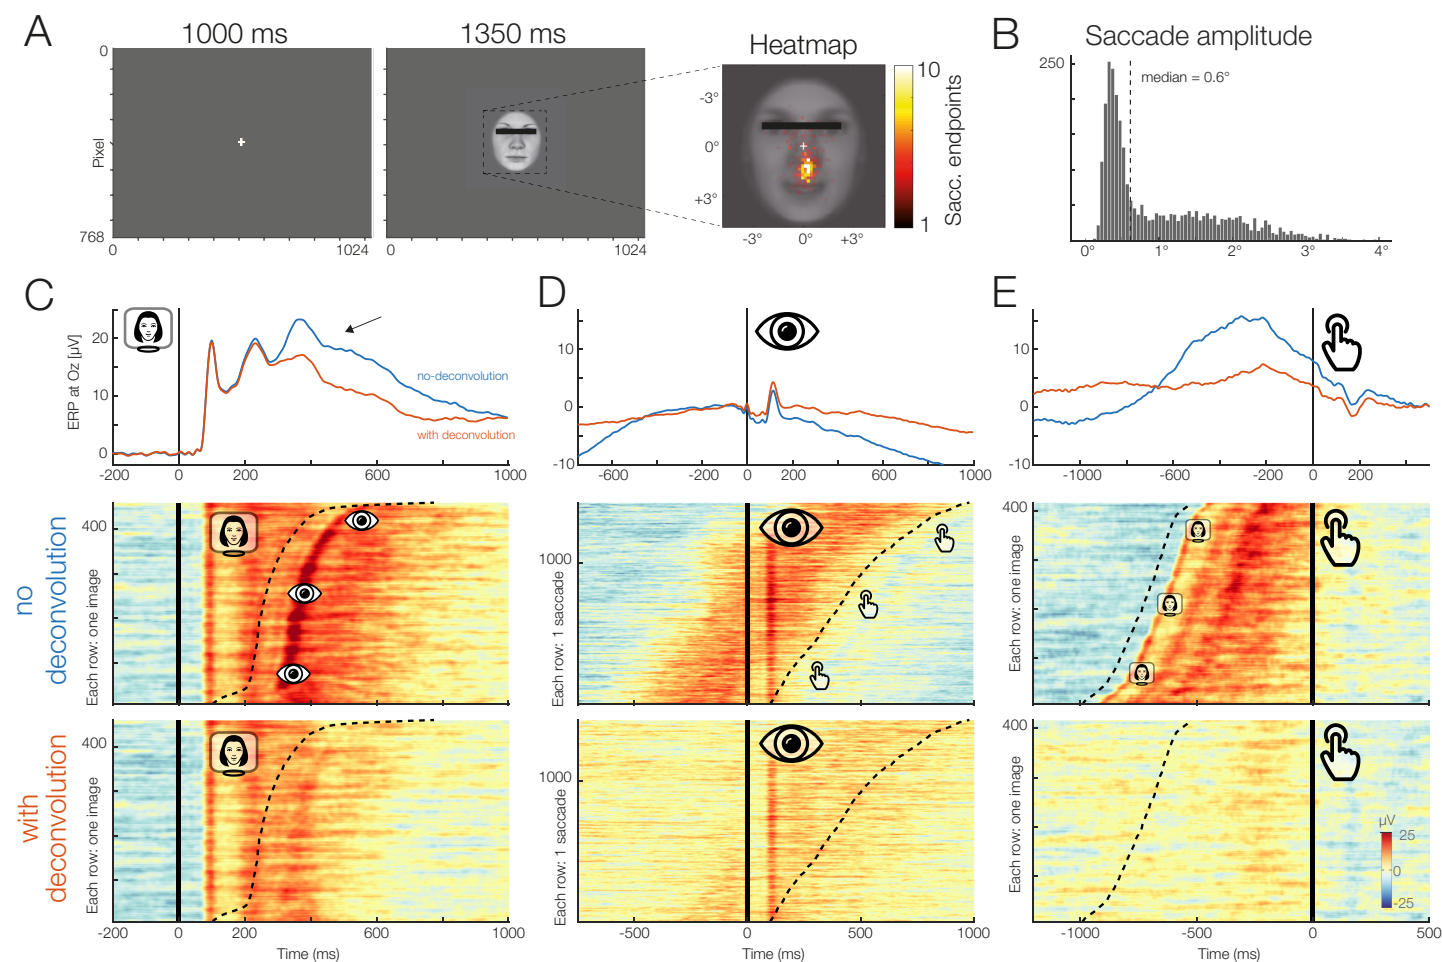 A
1000 ms
1350 ms
Heatmap
B
Saccade amplitude
0
Pixel
768
0
1024
0
1024
-3°
0°
+3°
-3°
0°
+3°
10
1
Sacc. endpoints
250
median = 0.6°
0°
1°
2°
3°
4°
C
ERP at Oz [µV]
20
10
0
no-deconvolution
with deconvolution
-200
0
200
600
1000
D
10
0
-10
-600
-200
0
200
600
1000
E
10
0
-10
-1000
-600
-200
0
200
no
deconvolution
Each row: one image
400
Each row: 1 saccade
1000
Each row: one image
400
with
deconvolution
Each row: one image
400
-200
0
200
600
1000
Time (ms)
Each row: 1 saccade
1000
-500
0
500
1000
Time (ms)
Each row: one image
400
µV
25
0
-25
-1000
-500
0
500
Time (ms)